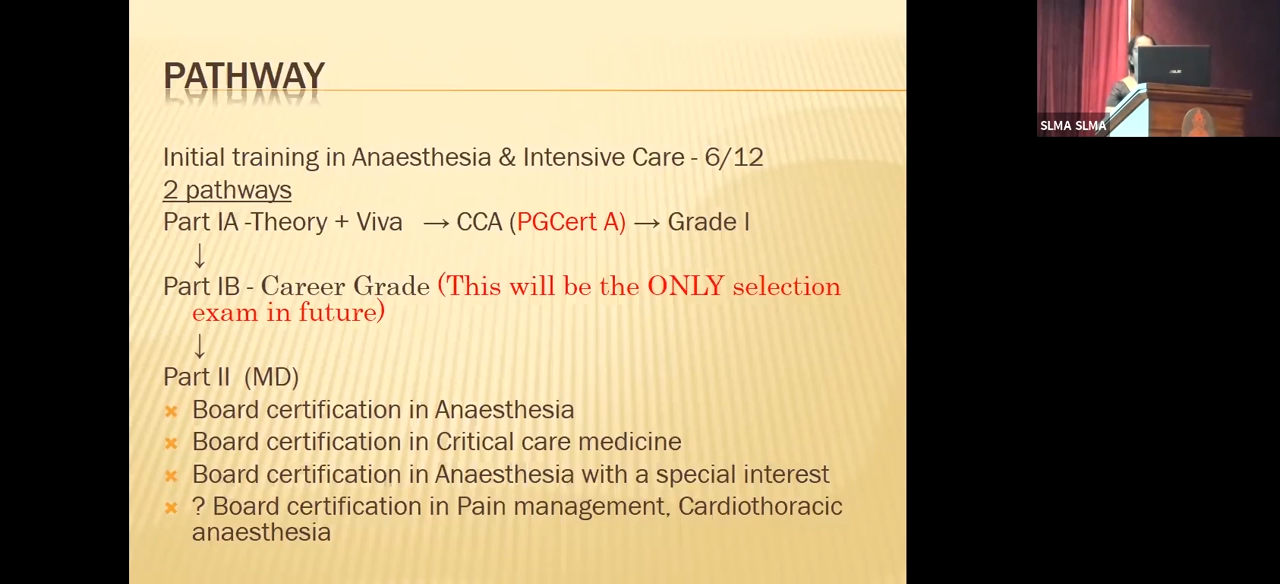 PATHWAY
Initial training in Anaesthesia & Intensive Care - 6/12
2 pathways
Part IA -Theory + Viva → CCA (PGCert A) → Grade I
↓
Part IB - Career Grade (This will be the ONLY selection
exam in future)
↓
Part II (MD)
Board certification in Anaesthesia
Board certification in Critical care medicine
Board certification in Anaesthesia with a special interest
? Board certification in Pain management, Cardiothoracic
anaesthesia
SLMA SLMA
ASUS